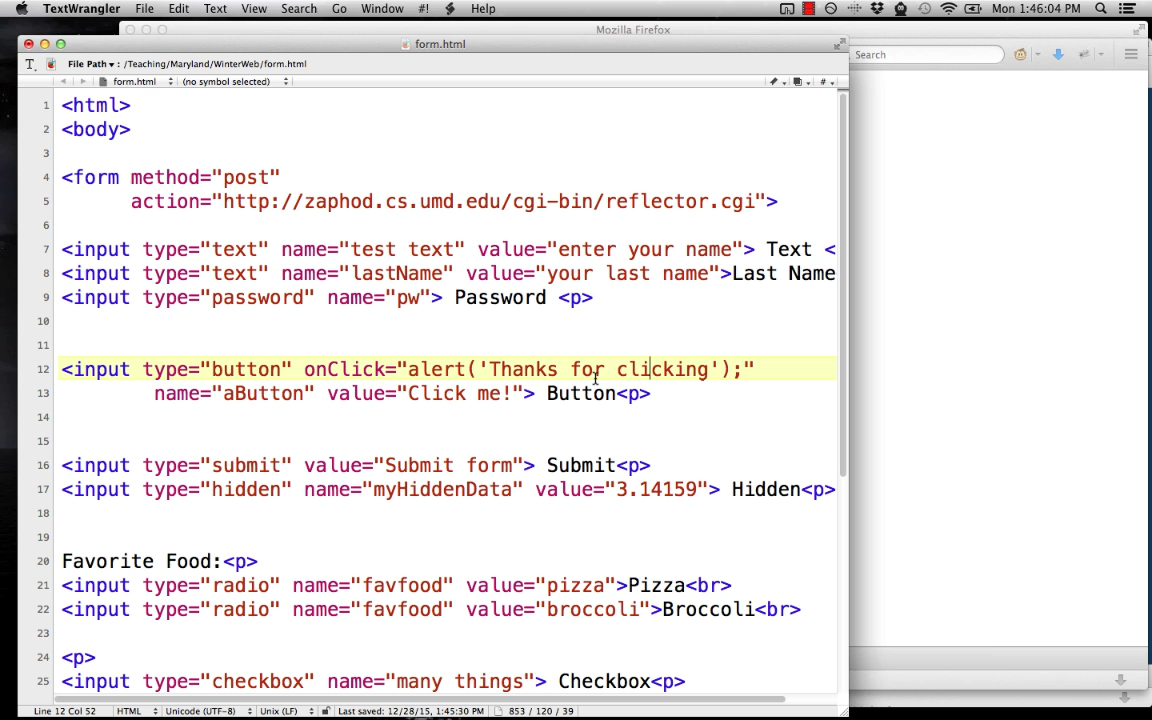 TextWrangler File Edit Text View Search Go Window #! Help Mon 1:46:04 PM
Mozilla Firefox
form.html
File Path ▾ : /Teaching/Maryland/WinterWeb/form.html
Search
form.html (no symbol selected)
1 <html>
2 <body>
3
4 <form method="post"
5 action="http://zaphod.cs.umd.edu/cgi-bin/reflector.cgi">
6
7 <input type="text" name="test text" value="enter your name"> Text <
8 <input type="text" name="lastName" value="your last name">Last Name
9 <input type="password" name="pw"> Password <p>
10
11
12 <input type="button" onClick="alert('Thanks for clicking');"
13 name="aButton" value="Click me!"> Button<p>
14
15
16 <input type="submit" value="Submit form"> Submit<p>
17 <input type="hidden" name="myHiddenData" value="3.14159"> Hidden<p>
18
19
20 Favorite Food:<p>
21 <input type="radio" name="favfood" value="pizza">Pizza<br>
22 <input type="radio" name="favfood" value="broccoli">Broccoli<br>
23
24 <p>
25 <input type="checkbox" name="many things"> Checkbox<p>
Line 12 Col 52 HTML Unicode (UTF-8) Unix (LF) Last saved: 12/28/15, 1:45:30 PM 853 / 120 / 39